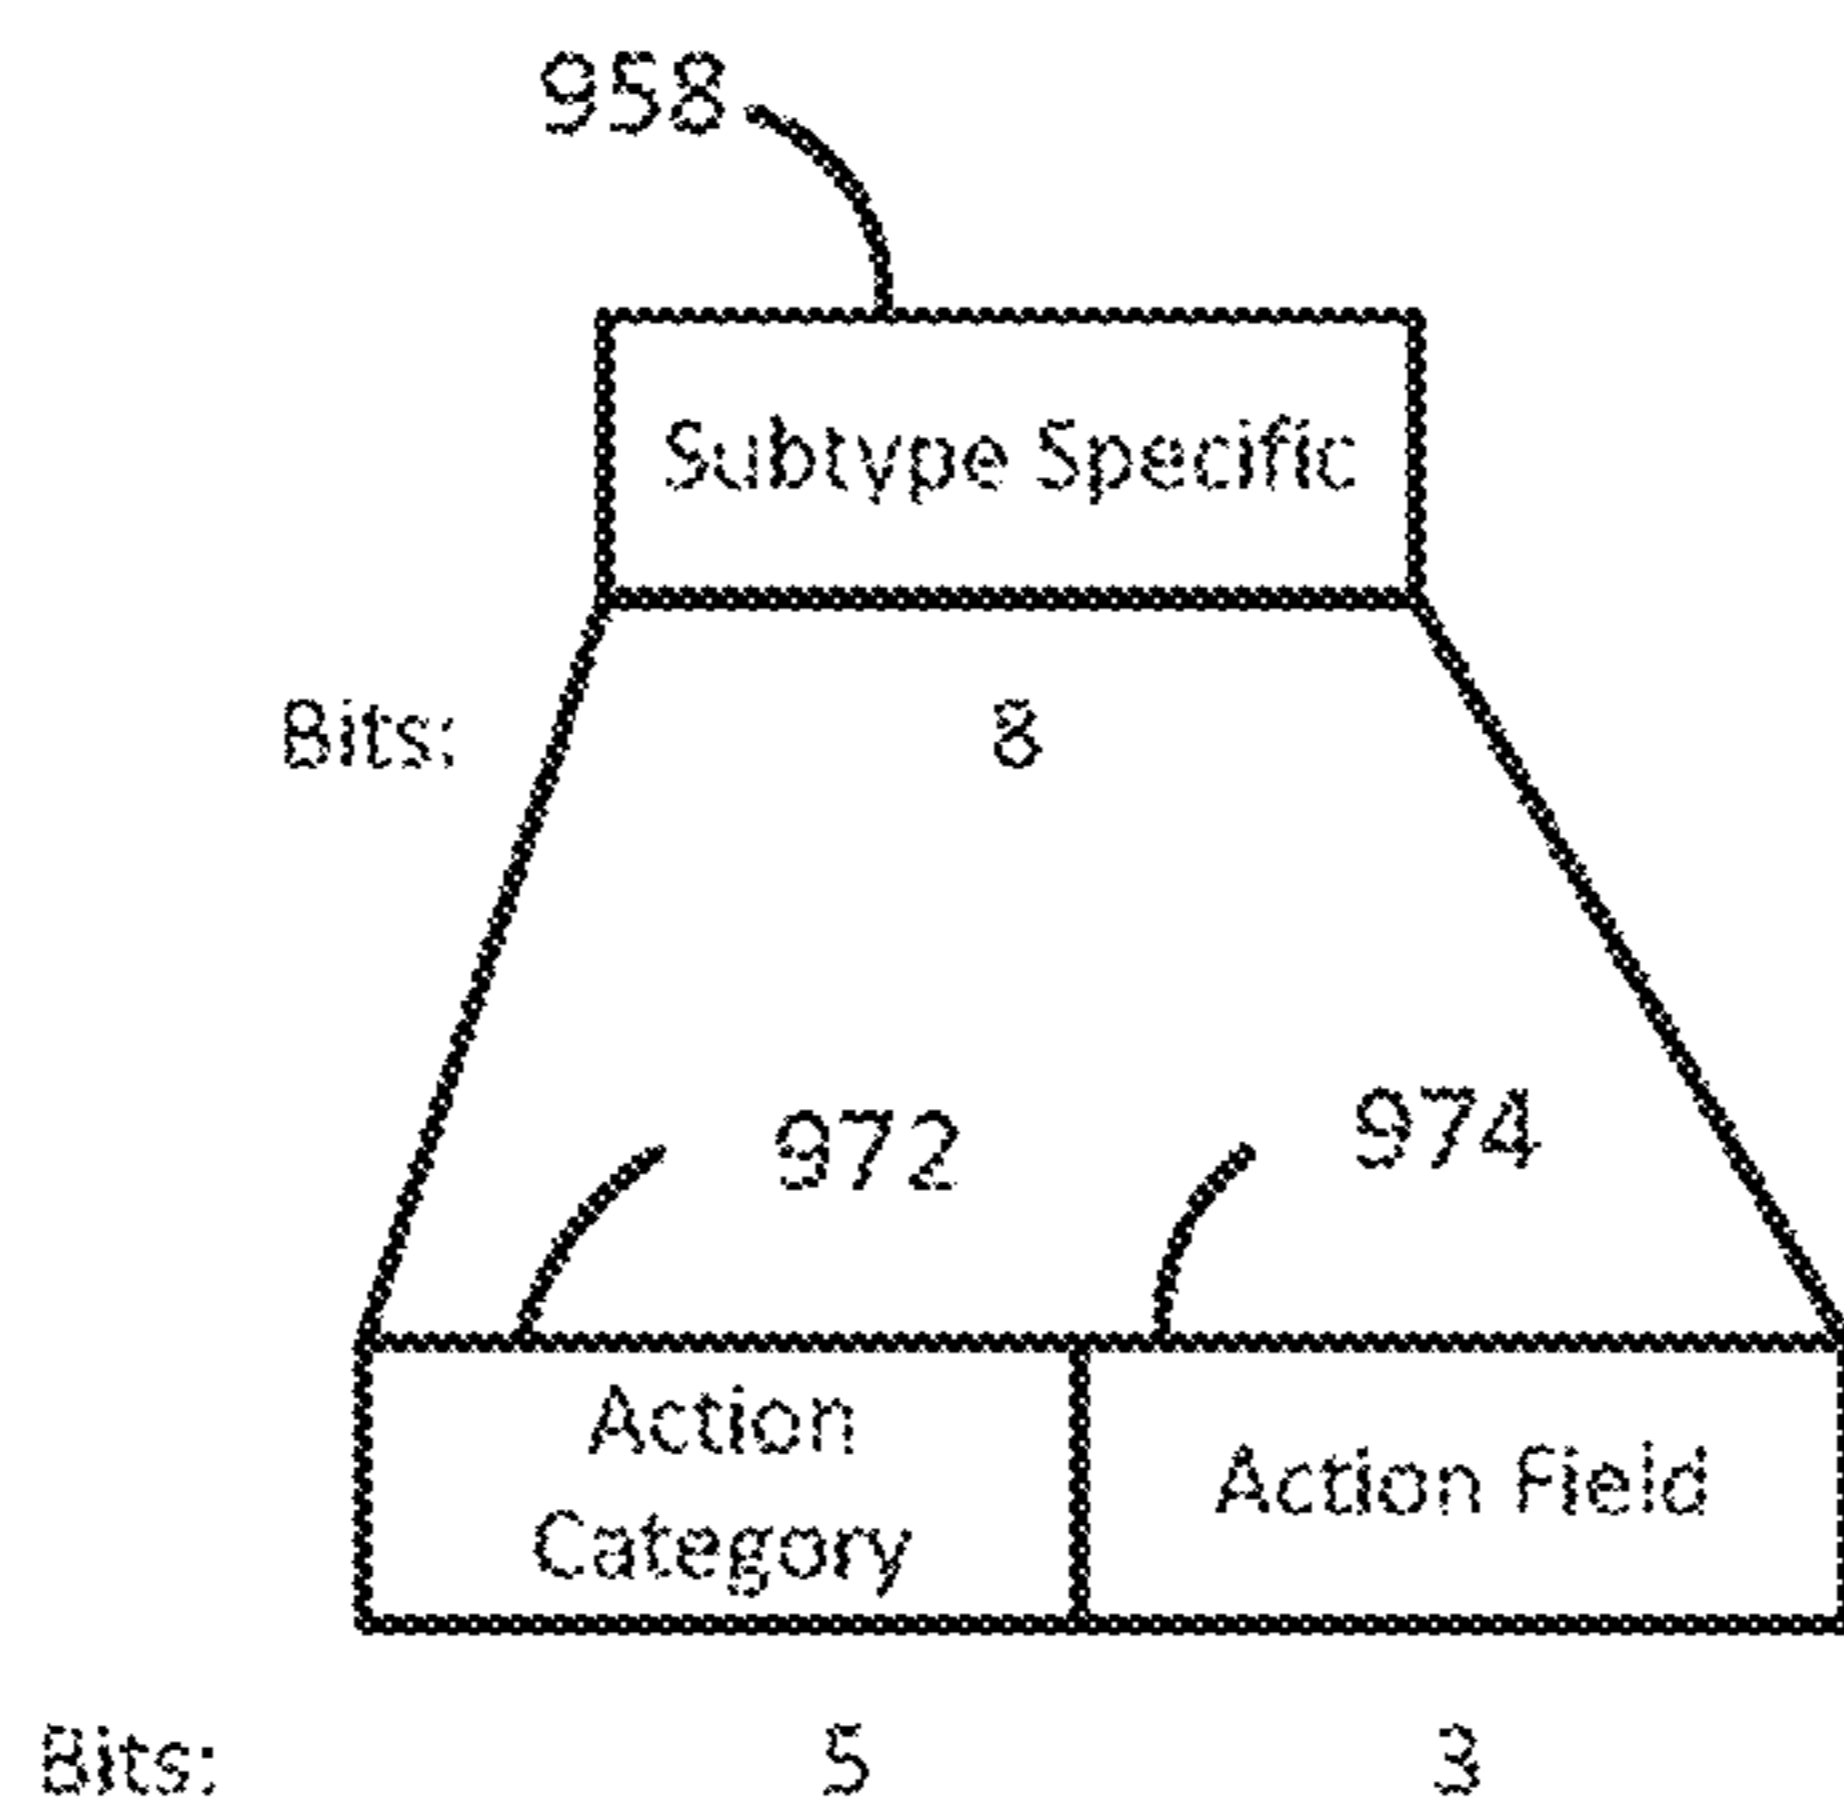 958
Subtype Specific
Bits: 8
972 974
Action
Category
Action Field
Bits: 5 3